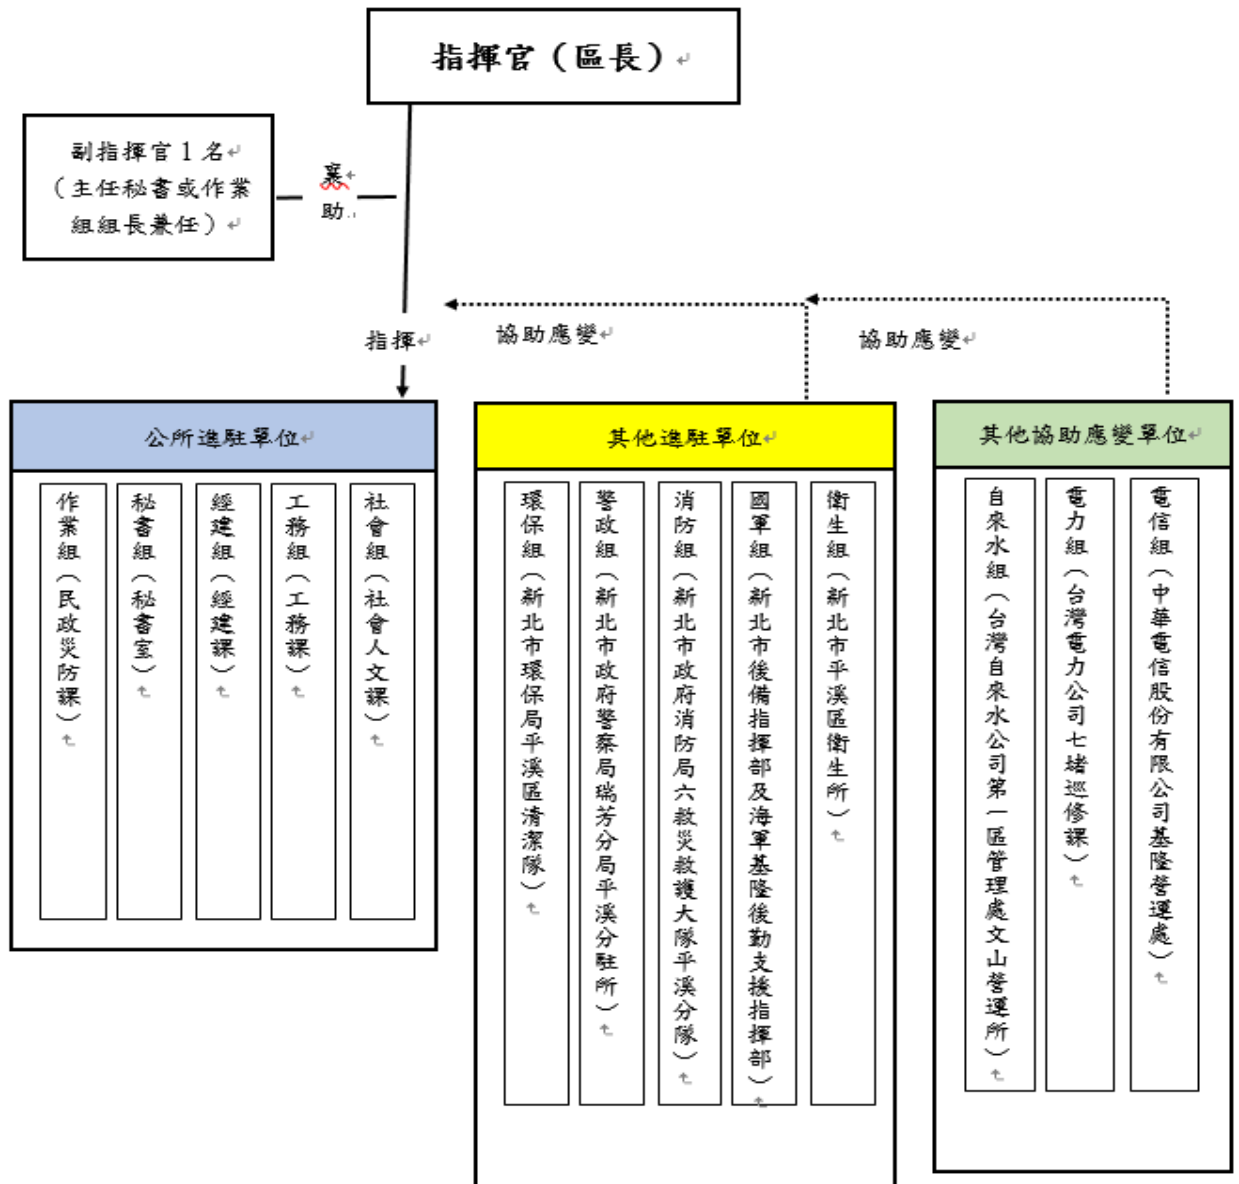 指揮官（區長）
副指揮官1名
（主任秘書或作業
組組長兼任）
襄
助
指揮
協助應變
協助應變
公所進駐單位
作業組（民政災防課）
秘書組（秘書室）
經建組（經建課）
工務組（工務課）
社會組（社會人文課）
其他進駐單位
環保組（新北市環保局平溪區清潔隊）
警政組（新北市政府警察局瑞芳分局平溪分駐所）
消防組（新北市政府消防局六救災救護大隊平溪分隊）
國軍組（新北市後備指揮部及海軍基隆後勤支援指揮部）
衛生組（新北市平溪區衛生所）
其他協助應變單位
自來水組（台灣自來水公司第一區管理處文山營運所）
電力組（台灣電力公司七堵巡修課）
電信組（中華電信股份有限公司基隆營運處）